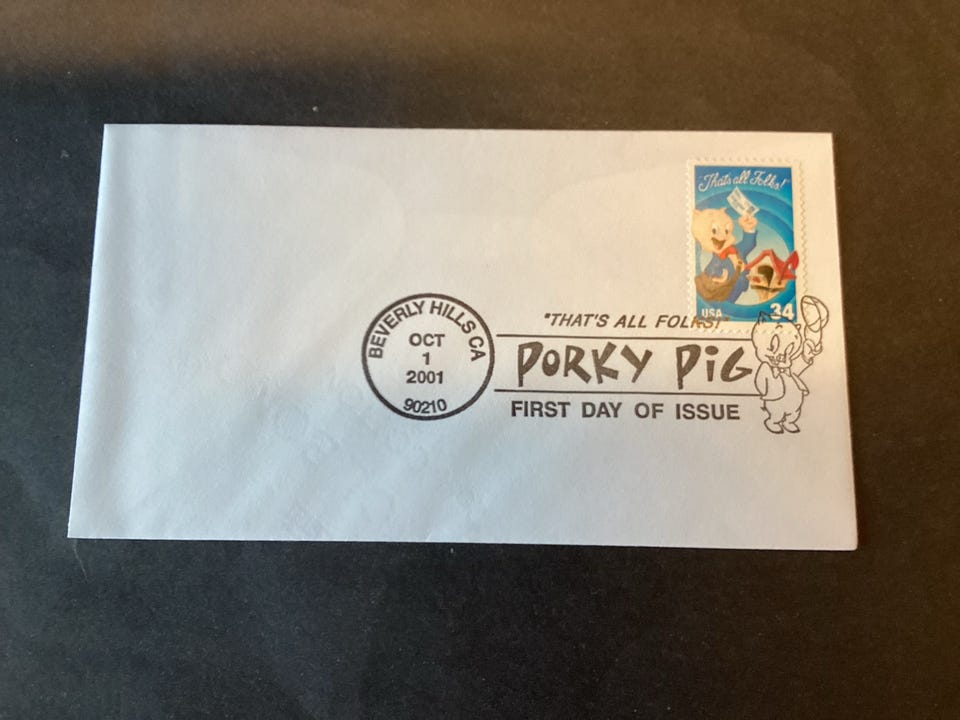 "That's all Folks!"
USA 34
BEVERLY HILLS CA
OCT
1
2001
90210
"THAT'S ALL FOLKS!"
PORKY PiG
FIRST DAY OF ISSUE